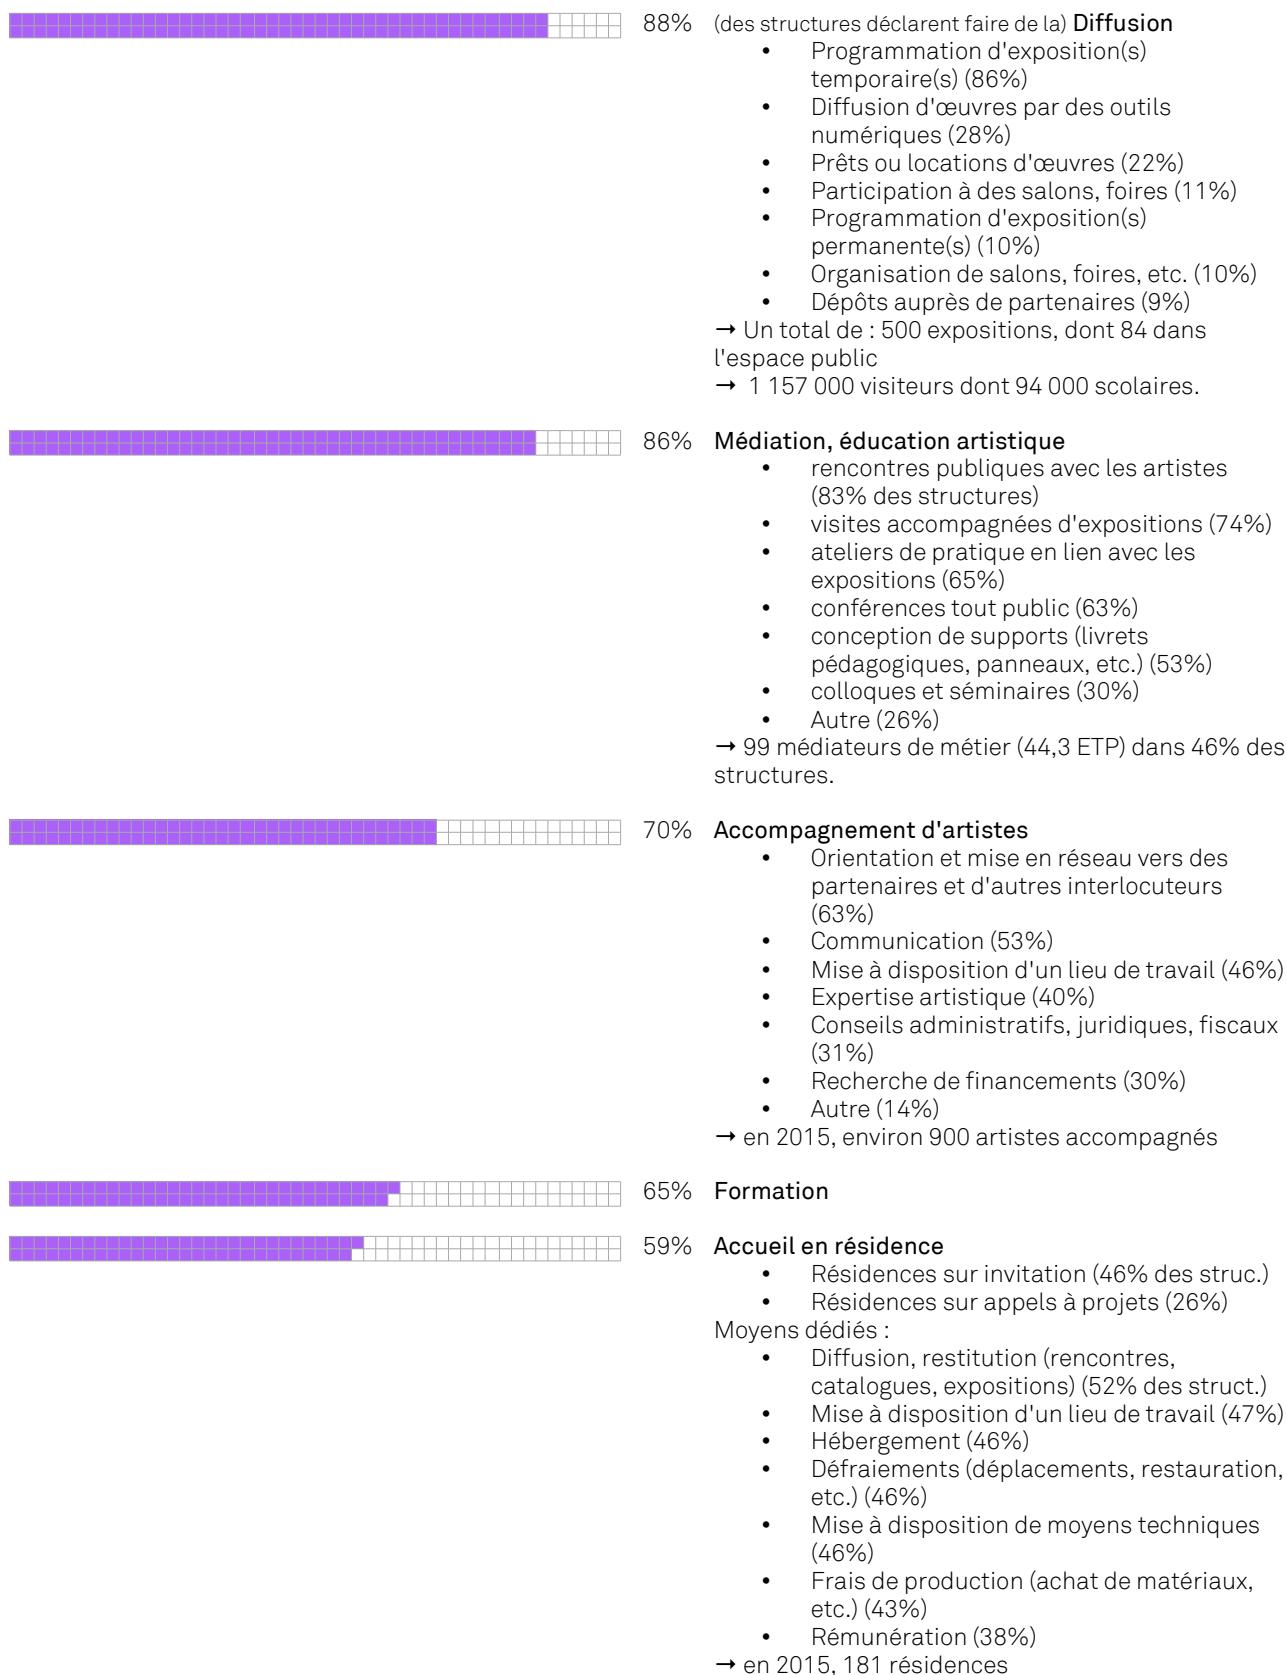 88% (des structures déclarent faire de la) Diffusion
• Programmation d'exposition(s)
temporaire(s) (86%)
• Diffusion d'œuvres par des outils
numériques (28%)
• Prêts ou locations d'œuvres (22%)
• Participation à des salons, foires (11%)
• Programmation d'exposition(s)
permanente(s) (10%)
• Organisation de salons, foires, etc. (10%)
• Dépôts auprès de partenaires (9%)
→ Un total de : 500 expositions, dont 84 dans
l'espace public
→ 1 157 000 visiteurs dont 94 000 scolaires.
86% Médiation, éducation artistique
• rencontres publiques avec les artistes
(83% des structures)
• visites accompagnées d'expositions (74%)
• ateliers de pratique en lien avec les
expositions (65%)
• conférences tout public (63%)
• conception de supports (livrets
pédagogiques, panneaux, etc.) (53%)
• colloques et séminaires (30%)
• Autre (26%)
→ 99 médiateurs de métier (44,3 ETP) dans 46% des
structures.
70% Accompagnement d'artistes
• Orientation et mise en réseau vers des
partenaires et d'autres interlocuteurs
(63%)
• Communication (53%)
• Mise à disposition d'un lieu de travail (46%)
• Expertise artistique (40%)
• Conseils administratifs, juridiques, fiscaux
(31%)
• Recherche de financements (30%)
• Autre (14%)
→ en 2015, environ 900 artistes accompagnés
65% Formation
59% Accueil en résidence
• Résidences sur invitation (46% des struc.)
• Résidences sur appels à projets (26%)
Moyens dédiés :
• Diffusion, restitution (rencontres,
catalogues, expositions) (52% des struct.)
• Mise à disposition d'un lieu de travail (47%)
• Hébergement (46%)
• Défraiements (déplacements, restauration,
etc.) (46%)
• Mise à disposition de moyens techniques
(46%)
• Frais de production (achat de matériaux,
etc.) (43%)
• Rémunération (38%)
→ en 2015, 181 résidences